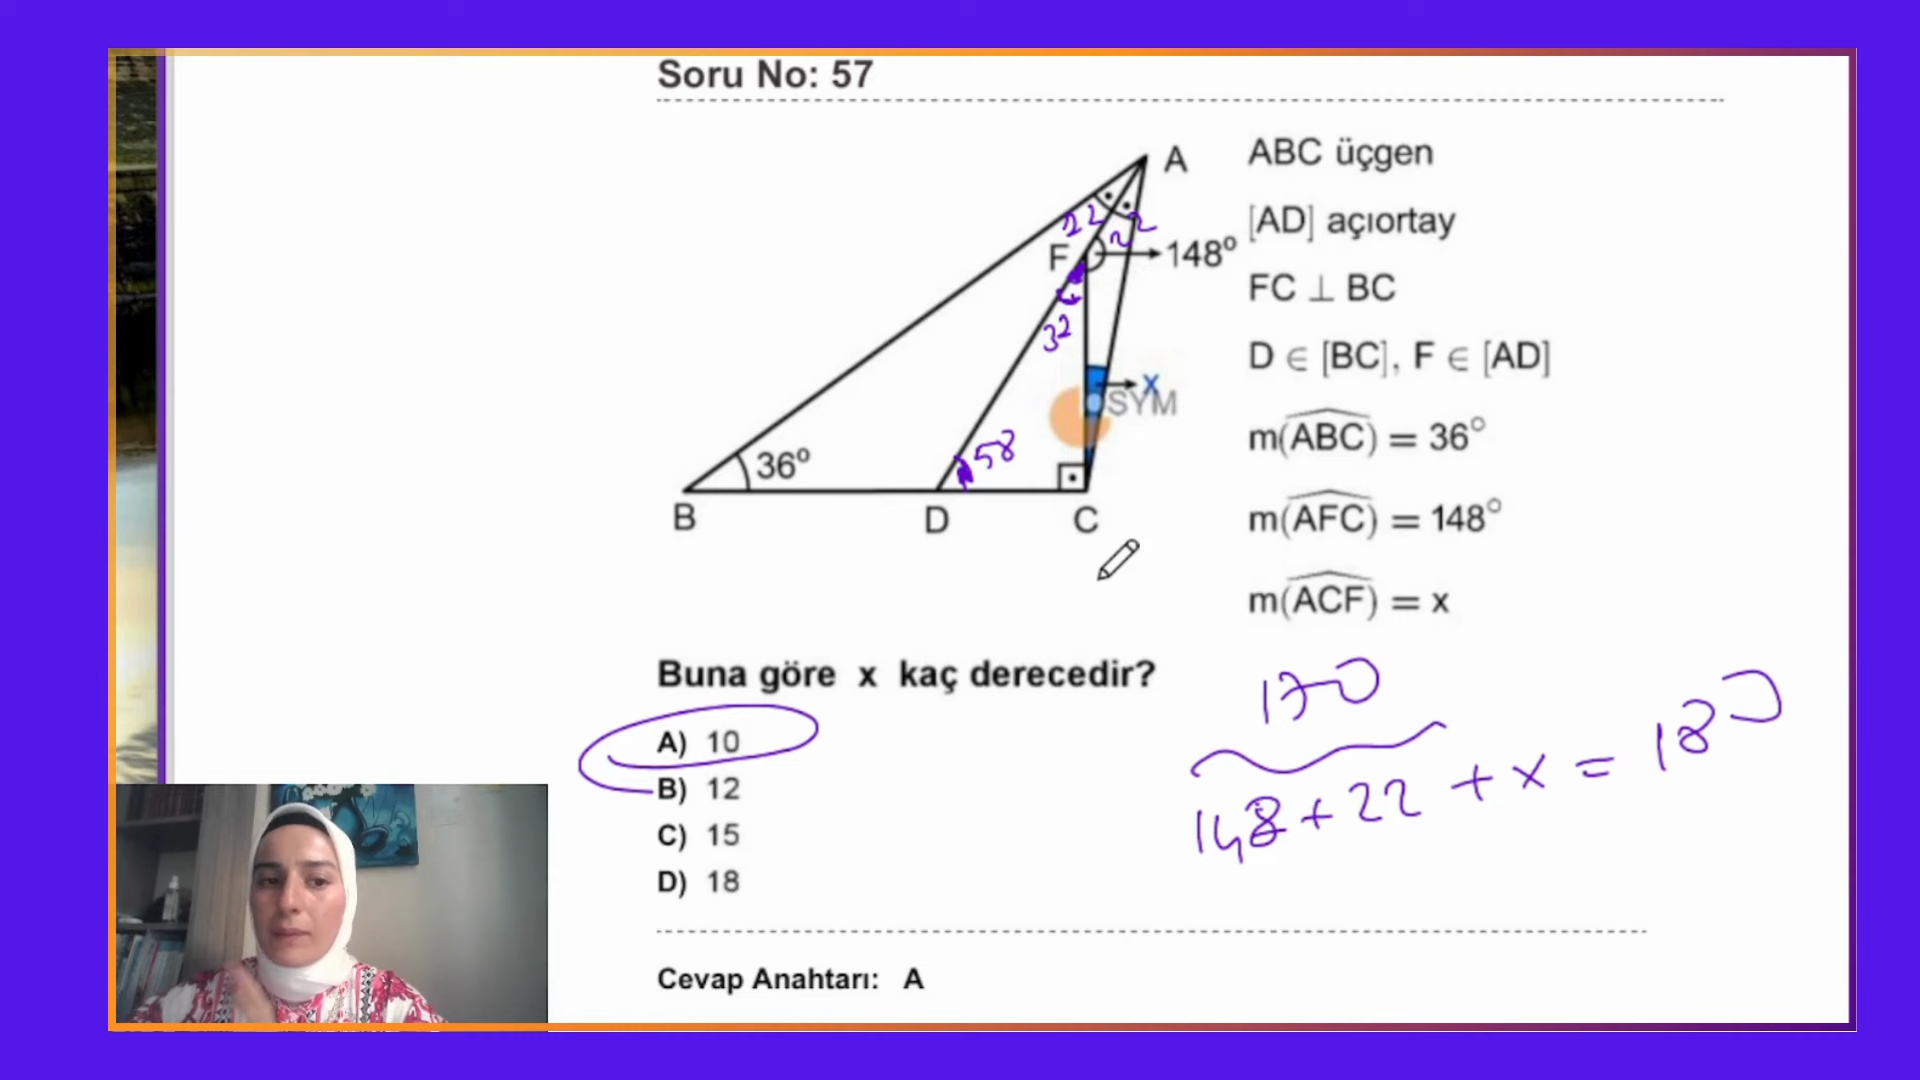 Soru No: 57
A
22
22
F
148°
32
x
SYM
36°
58
B
D
C
ABC üçgen
[AD] açıortay
FC ⊥ BC
D ∈ [BC], F ∈ [AD]
m(ABC) = 36°
m(AFC) = 148°
m(ACF) = x
Buna göre x kaç derecedir?
A) 10
B) 12
C) 15
D) 18
170
148 + 22 + x = 180
Cevap Anahtarı: A